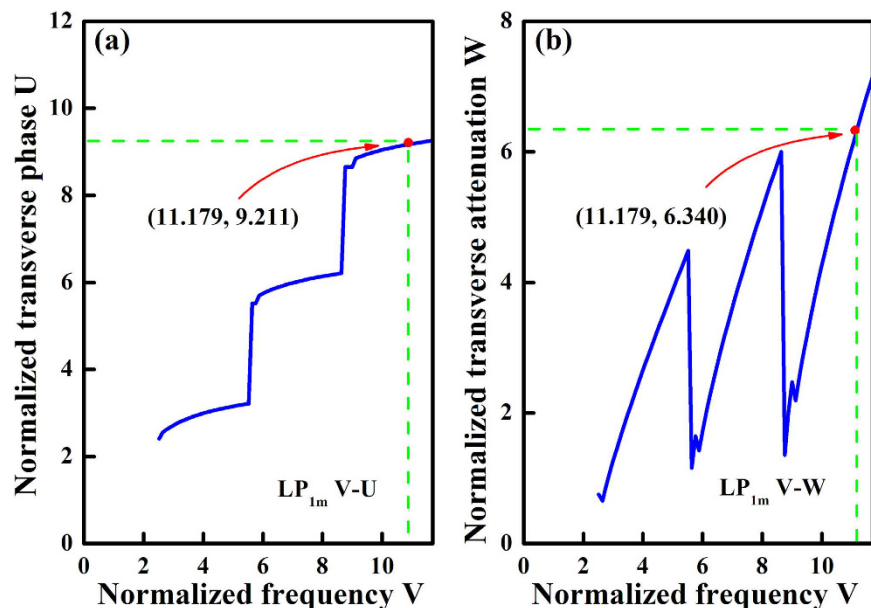 (a)
Normalized transverse phase U
12
10
8
6
4
2
0
(11.179, 9.211)
LP1m V-U
0 2 4 6 8 10
Normalized frequency V
(b)
Normalized transverse attenuation W
8
6
4
2
0
(11.179, 6.340)
LP1m V-W
0 2 4 6 8 10
Normalized frequency V